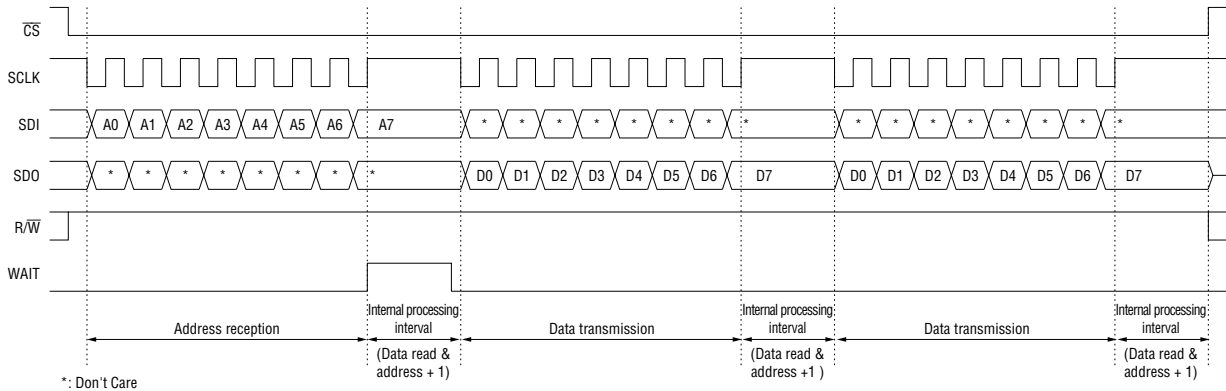 CS
SCLK
SDI A0 A1 A2 A3 A4 A5 A6 A7 * * * * * * * * * * * * * * * *
SDO * * * * * * * * D0 D1 D2 D3 D4 D5 D6 D7 D0 D1 D2 D3 D4 D5 D6 D7
R/W
WAIT
Address reception
Internal processing
interval
(Data read &
address + 1)
Data transmission
Internal processing
interval
(Data read &
address +1 )
Data transmission
Internal processing
interval
(Data read &
address + 1)
*: Don't Care